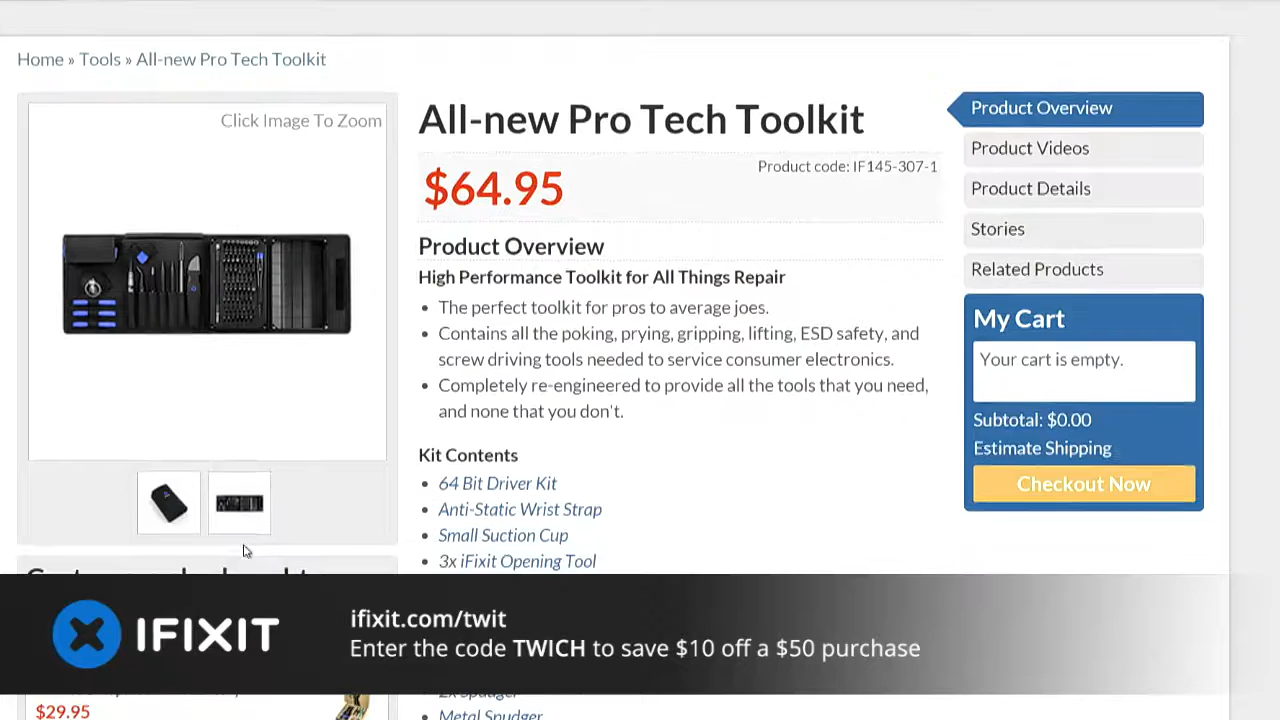 Home » Tools » All-new Pro Tech Toolkit
Click Image To Zoom
All-new Pro Tech Toolkit
Product code: IF145-307-1
$64.95
Product Overview
High Performance Toolkit for All Things Repair
• The perfect toolkit for pros to average joes.
• Contains all the poking, prying, gripping, lifting, ESD safety, and
screw driving tools needed to service consumer electronics.
• Completely re-engineered to provide all the tools that you need,
and none that you don't.
Kit Contents
• 64 Bit Driver Kit
• Anti-Static Wrist Strap
• Small Suction Cup
• 3x iFixit Opening Tool
Product Overview
Product Videos
Product Details
Stories
Related Products
My Cart
Your cart is empty.
Subtotal: $0.00
Estimate Shipping
Checkout Now
IFIXIT
ifixit.com/twit
Enter the code TWICH to save $10 off a $50 purchase
$29.95
2x Spudger
Metal Spudger